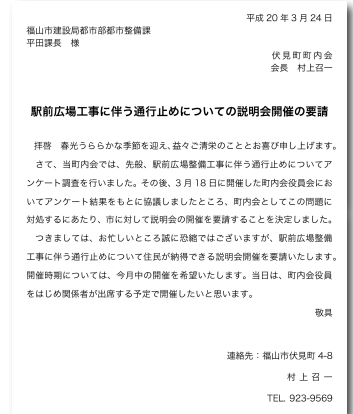 平成20年3月24日
福山市建設局都市部都市整備課
平田課長　様
伏見町町内会
会長　村上召一
駅前広場工事に伴う通行止めについての説明会開催の要請
拝啓　春光うららかな季節を迎え、益々ご清栄のこととお喜び申し上げます。
さて、当町内会では、先般、駅前広場整備工事に伴う通行止めについてア
ンケート調査を行いました。その後、3月18日に開催した町内会役員会にお
いてアンケート結果をもとに協議しましたところ、町内会としてこの問題に
対処するにあたり、市に対して説明会の開催を要請することを決定しました。
つきましては、お忙しいところ誠に恐縮ではございますが、駅前広場整備
工事に伴う通行止めについて住民が納得できる説明会開催を要請いたします。
開催時期については、今月中の開催を希望いたします。当日は、町内会役員
をはじめ関係者が出席する予定で開催したいと思います。
敬具
連絡先：福山市伏見町4-8
村上召一
TEL. 923-9569